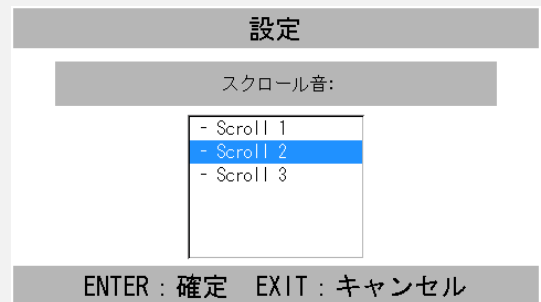 設定
スクロール音:
- Scroll 1
- Scroll 2
- Scroll 3
ENTER：確定　EXIT：キャンセル